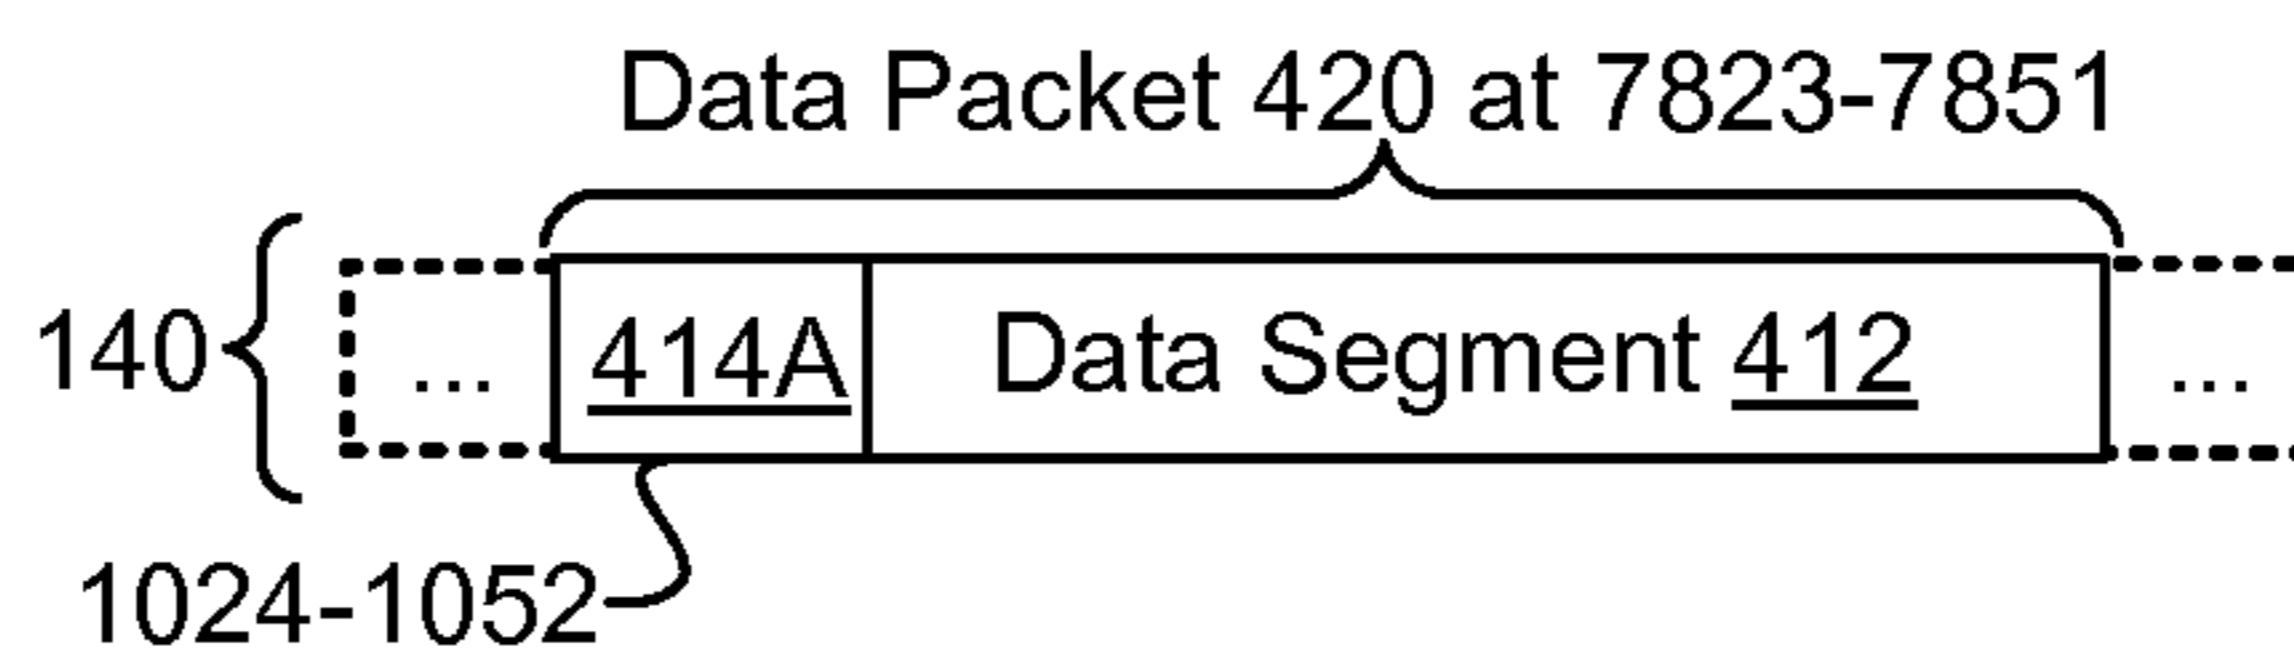 Data Packet 420 at 7823-7851
140 ... 414A Data Segment 412 ...
1024-1052